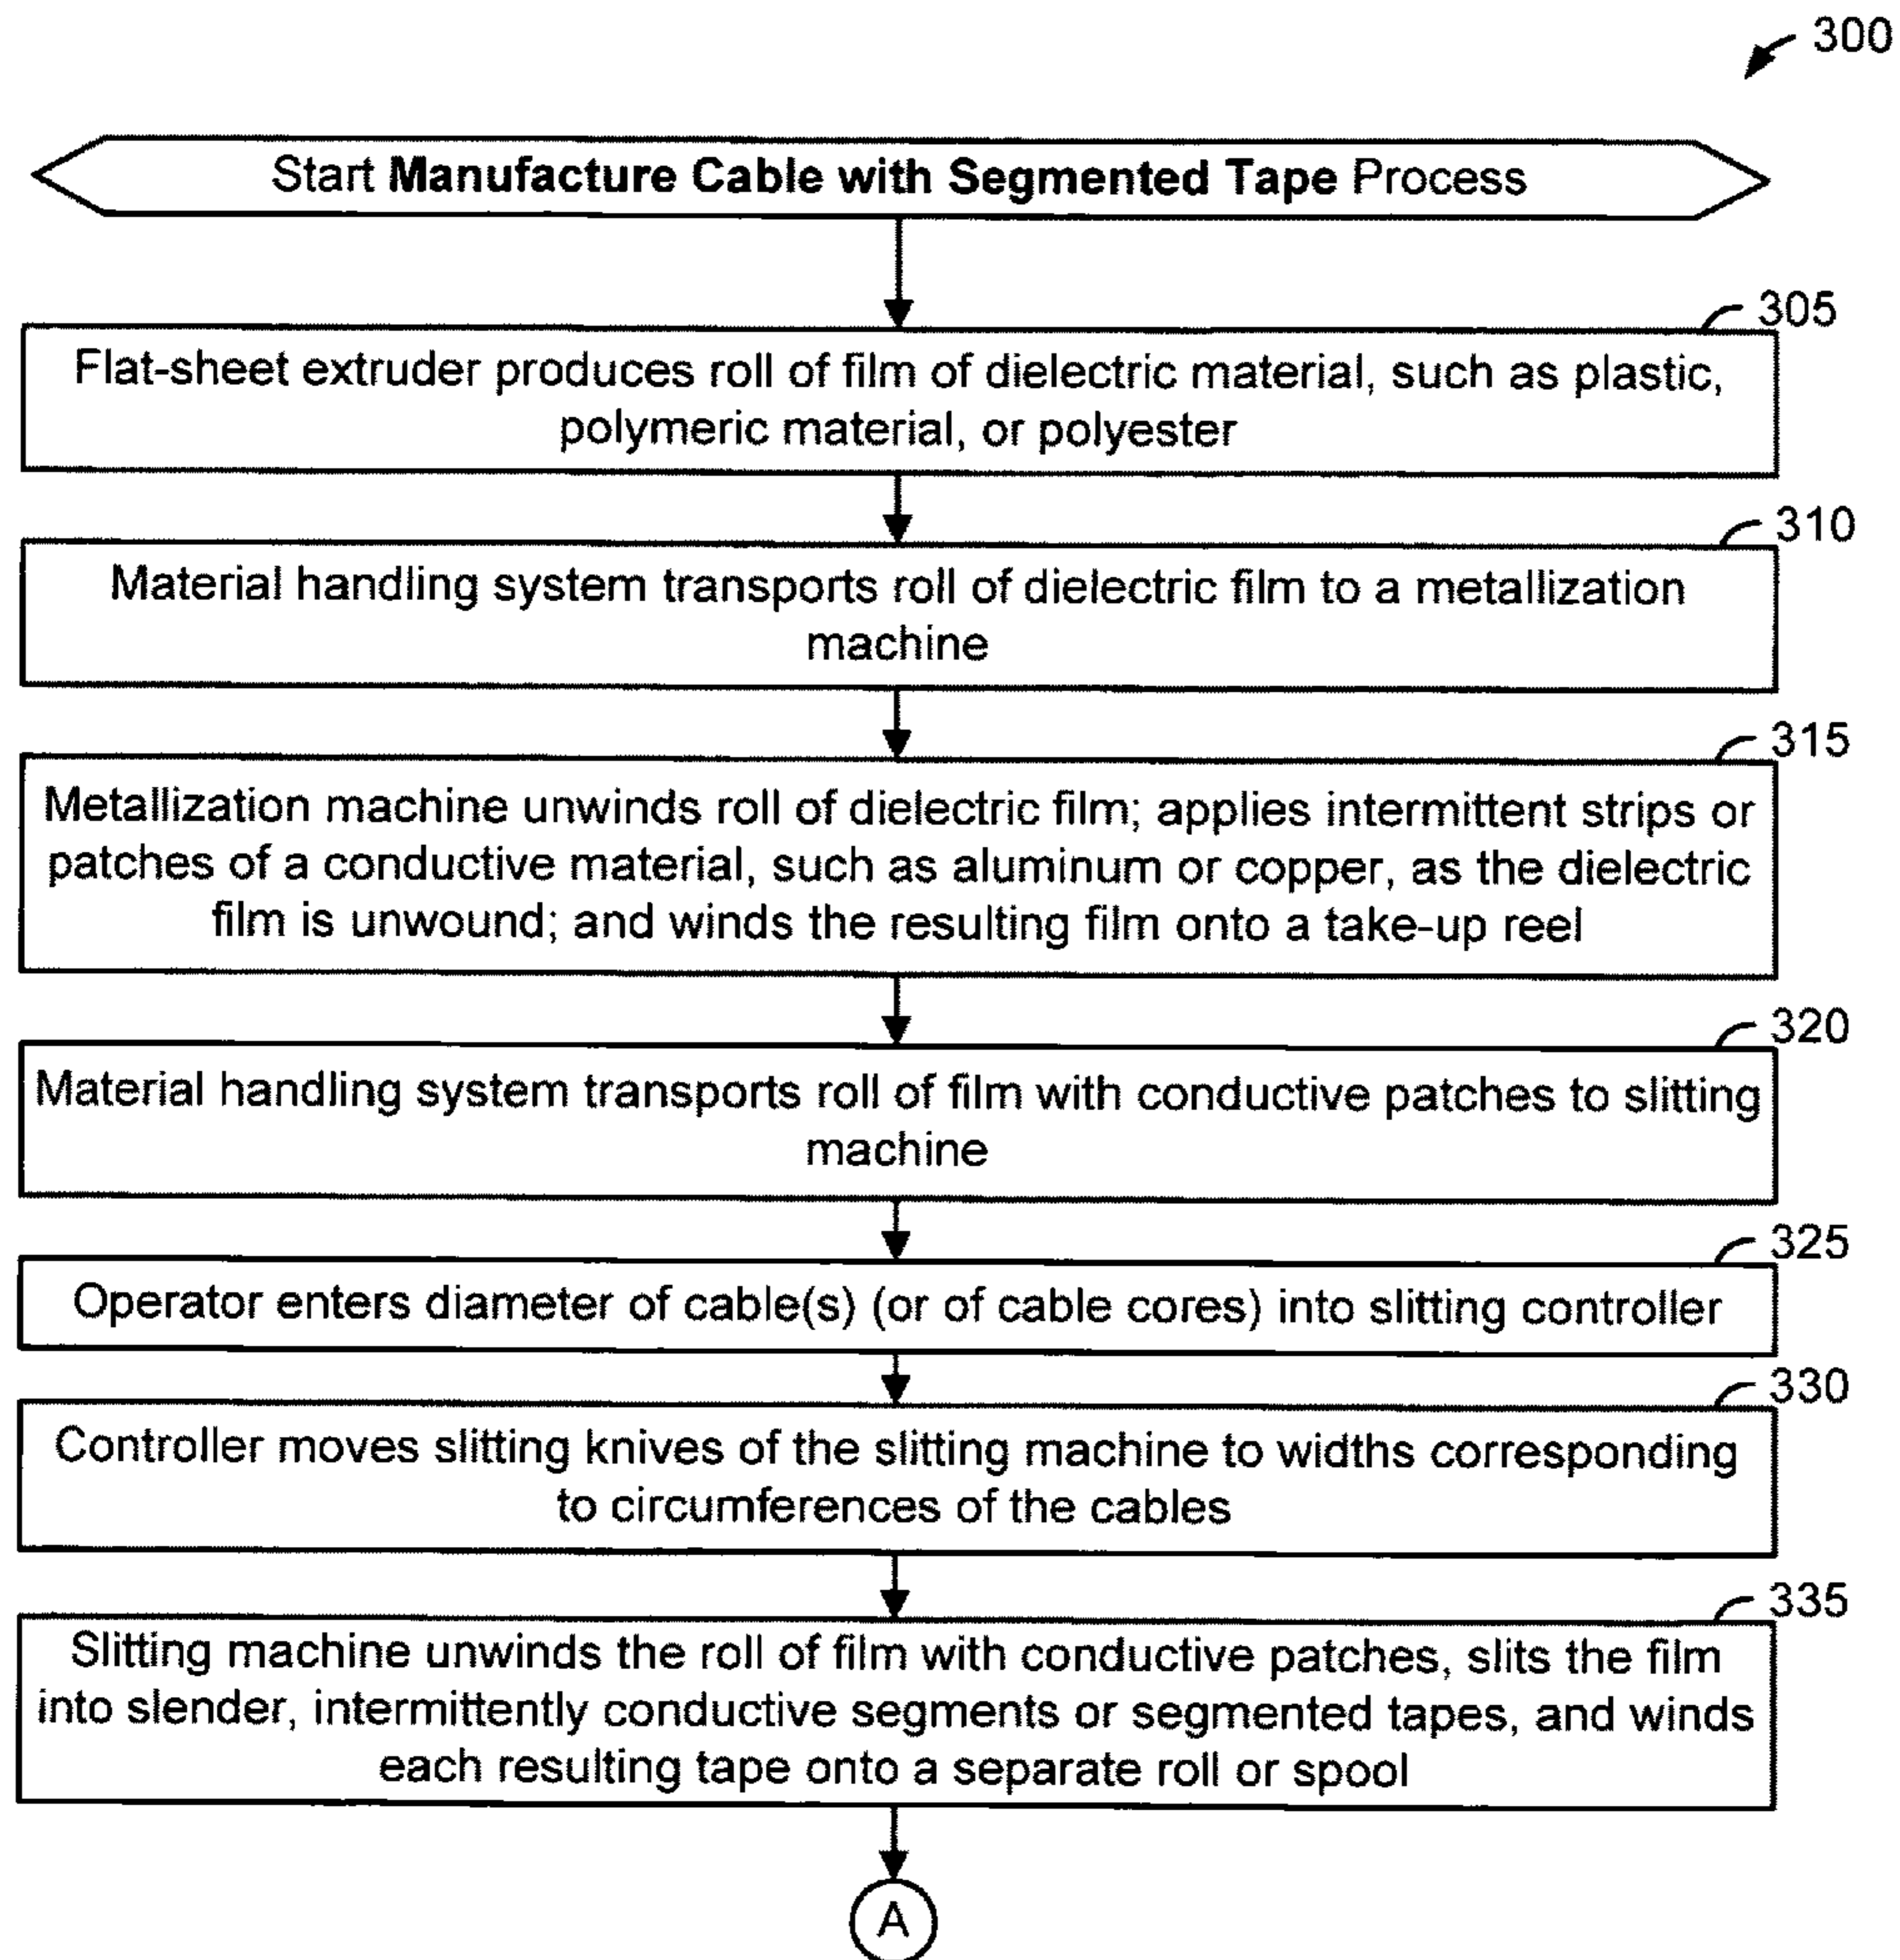 300
Start Manufacture Cable with Segmented Tape Process
305
Flat-sheet extruder produces roll of film of dielectric material, such as plastic,
polymeric material, or polyester
310
Material handling system transports roll of dielectric film to a metallization
machine
315
Metallization machine unwinds roll of dielectric film; applies intermittent strips or
patches of a conductive material, such as aluminum or copper, as the dielectric
film is unwound; and winds the resulting film onto a take-up reel
320
Material handling system transports roll of film with conductive patches to slitting
machine
325
Operator enters diameter of cable(s) (or of cable cores) into slitting controller
330
Controller moves slitting knives of the slitting machine to widths corresponding
to circumferences of the cables
335
Slitting machine unwinds the roll of film with conductive patches, slits the film
into slender, intermittently conductive segments or segmented tapes, and winds
each resulting tape onto a separate roll or spool
A